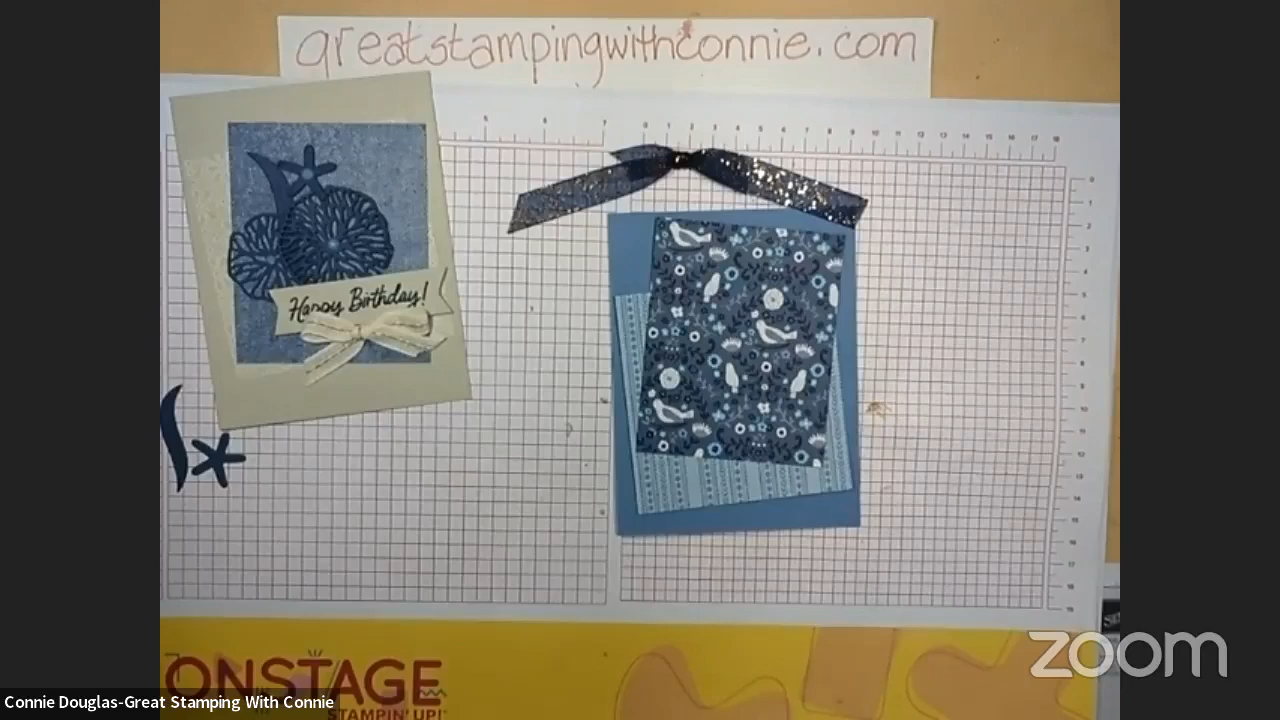 greatstampingwithconnie.com
Happy Birthday!
ONSTAGE
STAMPIN' UP!
zoom
Connie Douglas-Great Stamping With Connie